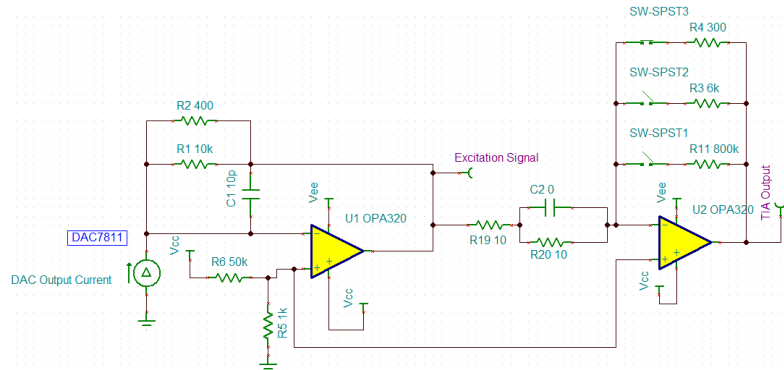 SW-SPST3
R4 300
SW-SPST2
R3 6k
R2 400
SW-SPST1
R1 10k
R11 800k
Excitation Signal
C1 10p
Vee
C2 0
Vee
TIA Output
U1 OPA320
U2 OPA320
DAC7811
Vcc
R19 10
R20 10
DAC Output Current
R6 50k
Vcc
Vcc
R5 1k